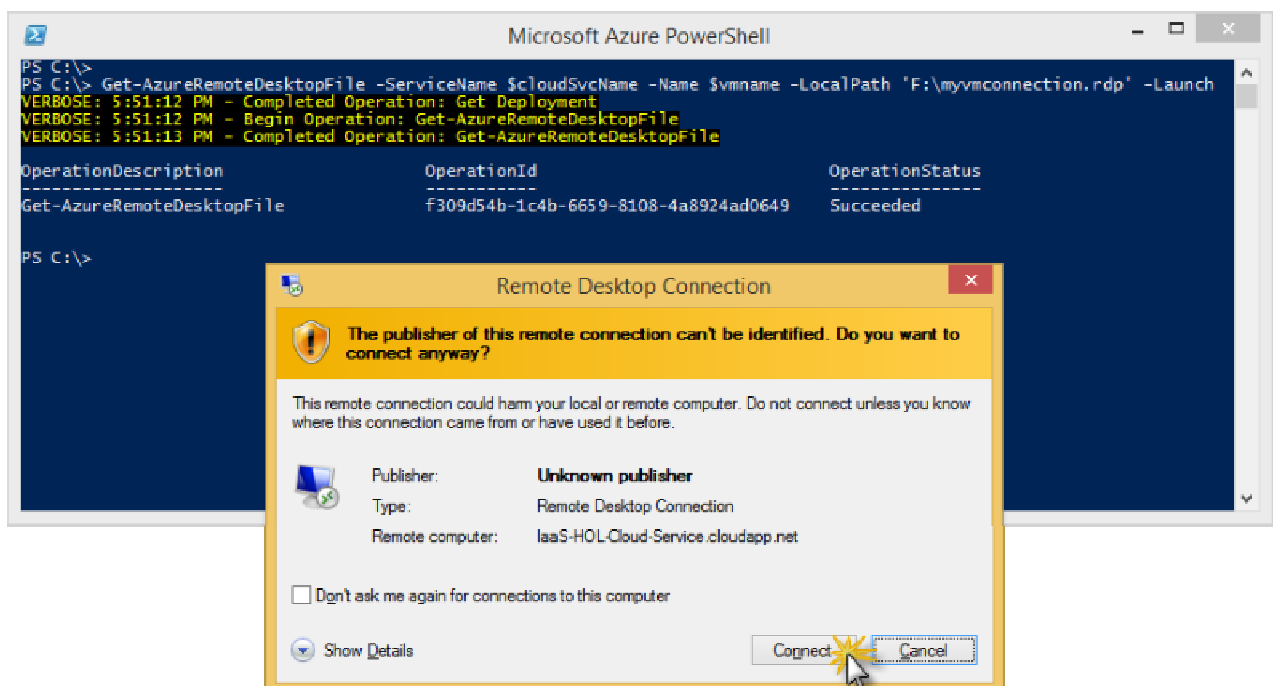 Microsoft Azure PowerShell
PS C:\>
PS C:\> Get-AzureRemoteDesktopFile -ServiceName $cloudSvcName -Name $vmname -LocalPath 'F:\myvmconnection.rdp' -Launch
VERBOSE: 5:51:12 PM - Completed Operation: Get Deployment
VERBOSE: 5:51:12 PM - Begin Operation: Get-AzureRemoteDesktopFile
VERBOSE: 5:51:13 PM - Completed Operation: Get-AzureRemoteDesktopFile
OperationDescription OperationId OperationStatus
-------------------- ----------- ---------------
Get-AzureRemoteDesktopFile f309d54b-1c4b-6659-8108-4a8924ad0649 Succeeded
PS C:\>
Remote Desktop Connection
The publisher of this remote connection can't be identified. Do you want to
connect anyway?
This remote connection could harm your local or remote computer. Do not connect unless you know
where this connection came from or have used it before.
Publisher: Unknown publisher
Type: Remote Desktop Connection
Remote computer: IaaS-HOL-Cloud-Service.cloudapp.net
Don't ask me again for connections to this computer
Show Details Connect Cancel